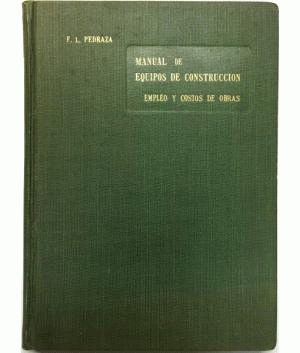 F. L. PEDRAZA
MANUAL DE
EQUIPOS DE CONSTRUCCION
EMPLEO Y COSTOS DE OBRAS